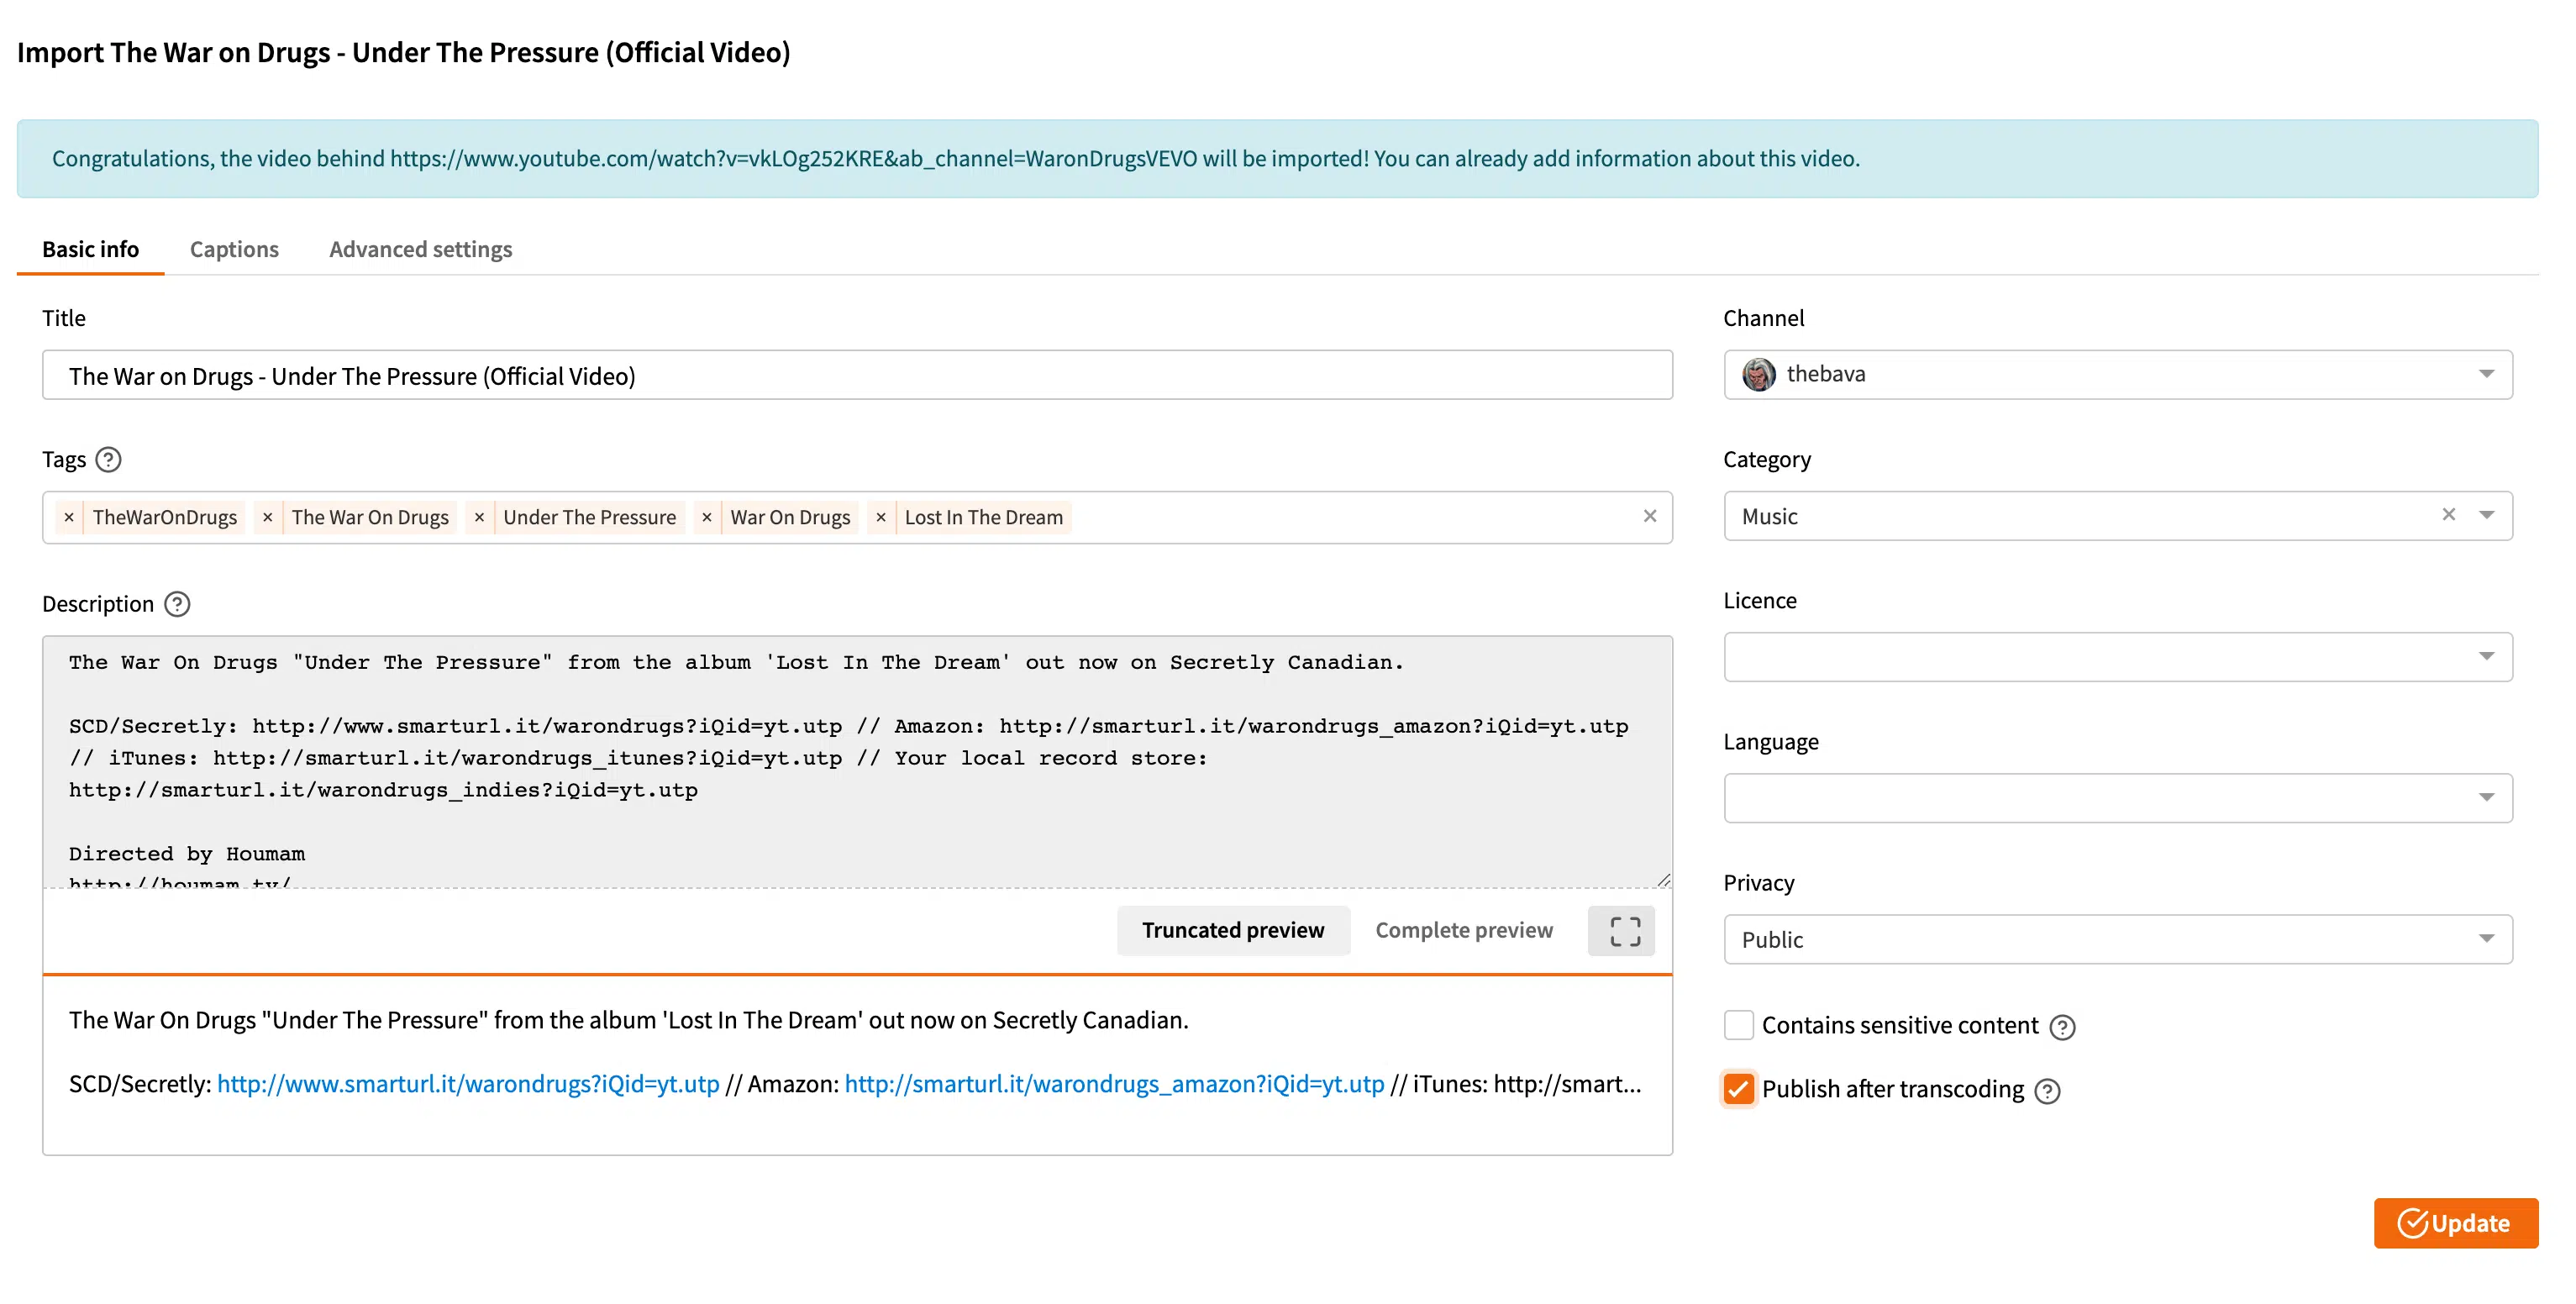 Import The War on Drugs - Under The Pressure (Official Video)
Congratulations, the video behind https://www.youtube.com/watch?v=vkLOg252KRE&ab_channel=WaronDrugsVEVO will be imported! You can already add information about this video.
Basic info Captions Advanced settings
Title
The War on Drugs - Under The Pressure (Official Video)
Tags ?
× TheWarOnDrugs × The War On Drugs × Under The Pressure × War On Drugs × Lost In The Dream ×
Description ?
The War On Drugs "Under The Pressure" from the album 'Lost In The Dream' out now on Secretly Canadian.
SCD/Secretly: http://www.smarturl.it/warondrugs?iQid=yt.utp // Amazon: http://smarturl.it/warondrugs_amazon?iQid=yt.utp
// iTunes: http://smarturl.it/warondrugs_itunes?iQid=yt.utp // Your local record store:
http://smarturl.it/warondrugs_indies?iQid=yt.utp
Directed by Houmam
http://houmam.tv/
Truncated preview Complete preview
The War On Drugs "Under The Pressure" from the album 'Lost In The Dream' out now on Secretly Canadian.
SCD/Secretly: http://www.smarturl.it/warondrugs?iQid=yt.utp // Amazon: http://smarturl.it/warondrugs_amazon?iQid=yt.utp // iTunes: http://smart...
Channel
thebava
Category
Music ×
Licence
Language
Privacy
Public
Contains sensitive content ?
Publish after transcoding ?
Update